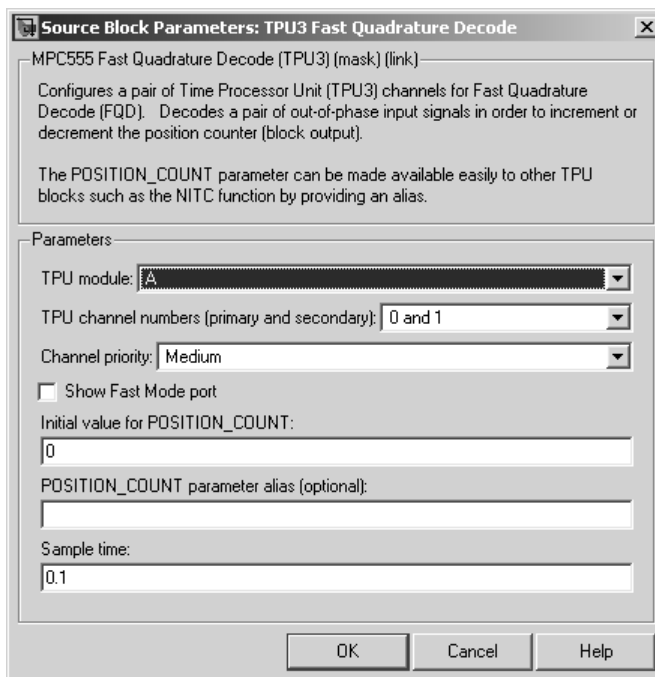 Source Block Parameters: TPU3 Fast Quadrature Decode
MPC555 Fast Quadrature Decode (TPU3) (mask) (link)
Configures a pair of Time Processor Unit (TPU3) channels for Fast Quadrature
Decode (FQD).   Decodes a pair of out-of-phase input signals in order to increment or
decrement the position counter (block output).
The POSITION_COUNT parameter can be made available easily to other TPU
blocks such as the NITC function by providing an alias.
Parameters
TPU module: A
TPU channel numbers (primary and secondary): 0 and 1
Channel priority: Medium
Show Fast Mode port
Initial value for POSITION_COUNT:
0
POSITION_COUNT parameter alias (optional):
Sample time:
0.1
OK Cancel Help